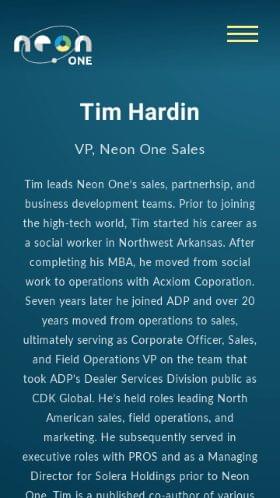 neon
ONE
Tim Hardin
VP, Neon One Sales
Tim leads Neon One's sales, partnerhsip, and
business development teams. Prior to joining
the high-tech world, Tim started his career as
a social worker in Northwest Arkansas. After
completing his MBA, he moved from social
work to operations with Acxiom Coporation.
Seven years later he joined ADP and over 20
years moved from operations to sales,
ultimately serving as Corporate Officer, Sales,
and Field Operations VP on the team that
took ADP's Dealer Services Division public as
CDK Global. He's held roles leading North
American sales, field operations, and
marketing. He subsequently served in
executive roles with PROS and as a Managing
Director for Solera Holdings prior to Neon
One. Tim is a published co-author of various